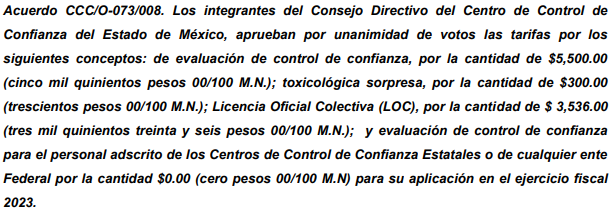 Acuerdo CCC/O-073/008. Los integrantes del Consejo Directivo del Centro de Control de
Confianza del Estado de México, aprueban por unanimidad de votos las tarifas por los
siguientes conceptos: de evaluación de control de confianza, por la cantidad de $5,500.00
(cinco mil quinientos pesos 00/100 M.N.); toxicológica sorpresa, por la cantidad de $300.00
(trescientos pesos 00/100 M.N.); Licencia Oficial Colectiva (LOC), por la cantidad de $ 3,536.00
(tres mil quinientos treinta y seis pesos 00/100 M.N.); y evaluación de control de confianza
para el personal adscrito de los Centros de Control de Confianza Estatales o de cualquier ente
Federal por la cantidad $0.00 (cero pesos 00/100 M.N) para su aplicación en el ejercicio fiscal
2023.